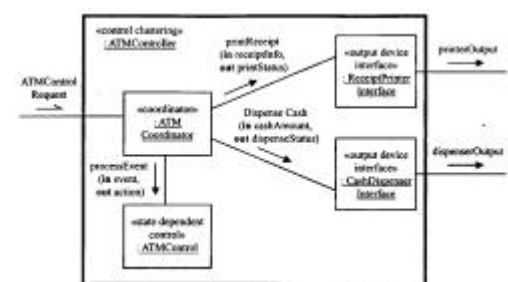 «control clustering»
: ATMController
ATMControl
Request
«coordinator»
: ATM
Coordinator
printReceipt
(in receiptInfo,
out printStatus)
«output device
interface»
: ReceiptPrinter
Interface
printerOutput
Dispense Cash
(in cashAmount,
out dispenseStatus)
«output device
interface»
: CashDispenser
Interface
dispenserOutput
processEvent
(in event,
out action)
«state dependent
control»
: ATMControl